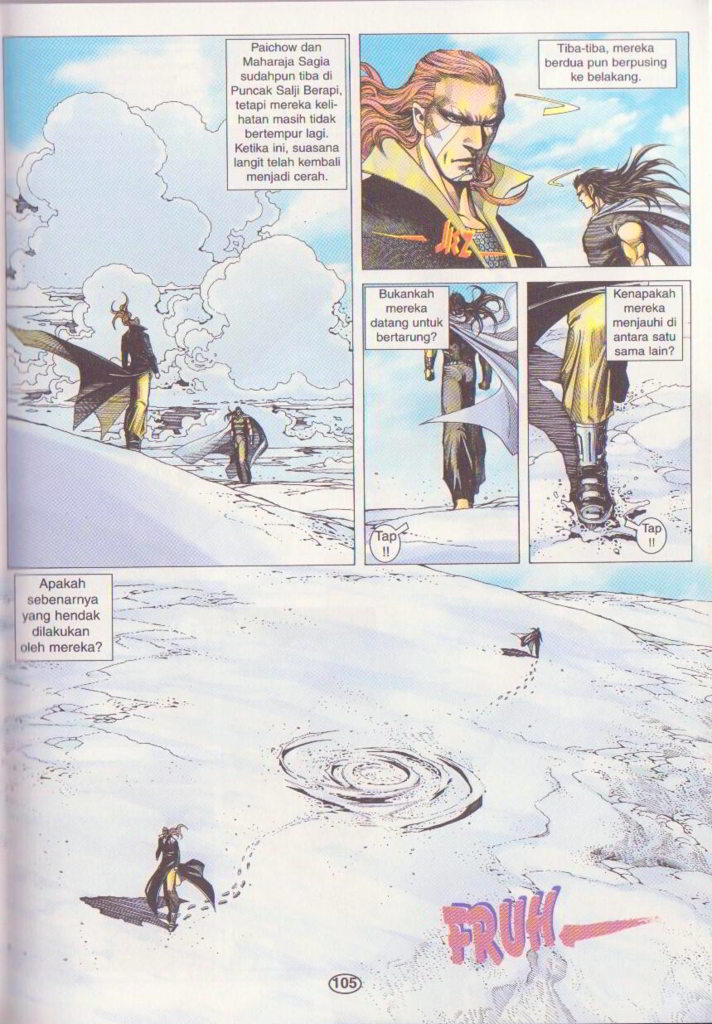 Paichow dan
Maharaja Sagia
sudahpun tiba di
Puncak Salji Berapi,
tetapi mereka keli-
hatan masih tidak
bertempur lagi.
Ketika ini, suasana
langit telah kembali
menjadi cerah.
Tiba-tiba, mereka
berdua pun berpusing
ke belakang.
Bukankah
mereka
datang untuk
bertarung?
Tap
!!
Kenapakah
mereka
menjauhi di
antara satu
sama lain?
Tap
!!
Apakah
sebenarnya
yang hendak
dilakukan
oleh mereka?
FRUH
105